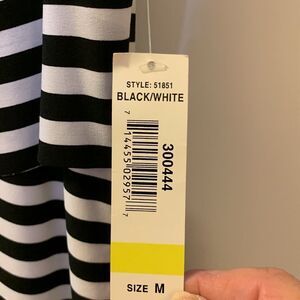 STYLE: 51851
BLACK/WHITE
7 14455 02957 7
300444
SIZE M